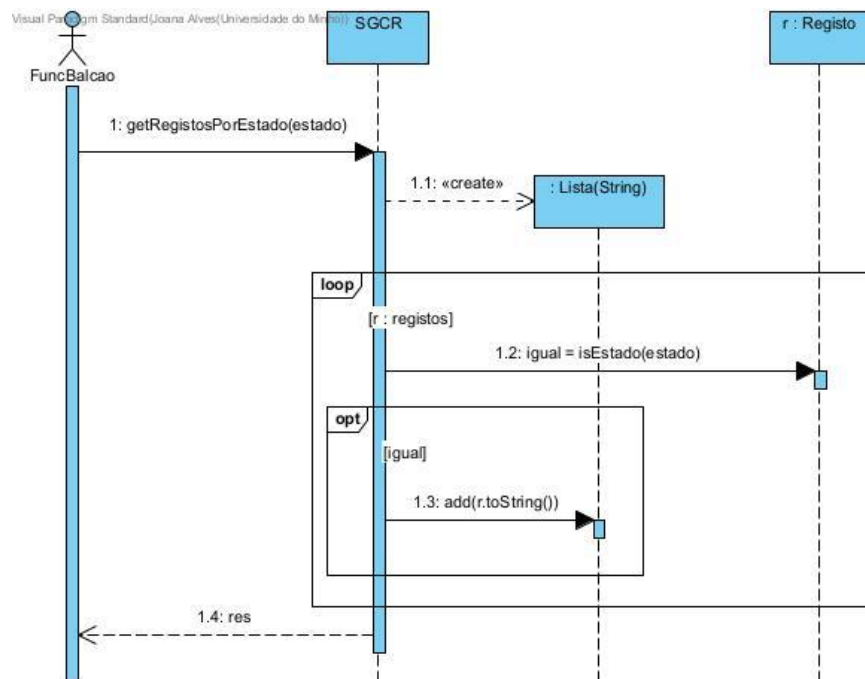 Visual Paradigm Standard(Joana Alves(Universidade do Minho))
SGCR
r : Registo
FuncBalcao
1: getRegistosPorEstado(estado)
1.1: «create»
: Lista(String)
loop
[r : registos]
1.2: igual = isEstado(estado)
opt
[igual]
1.3: add(r.toString())
1.4: res